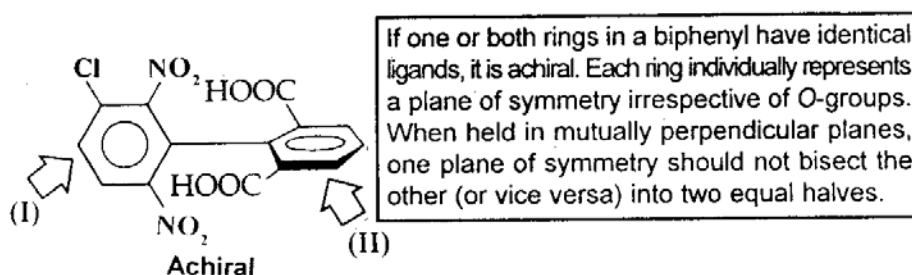 Cl
NO2
HOOC
HOOC
NO2
(I)
(II)
Achiral
If one or both rings in a biphenyl have identical
ligands, it is achiral. Each ring individually represents
a plane of symmetry irrespective of O-groups.
When held in mutually perpendicular planes,
one plane of symmetry should not bisect the
other (or vice versa) into two equal halves.